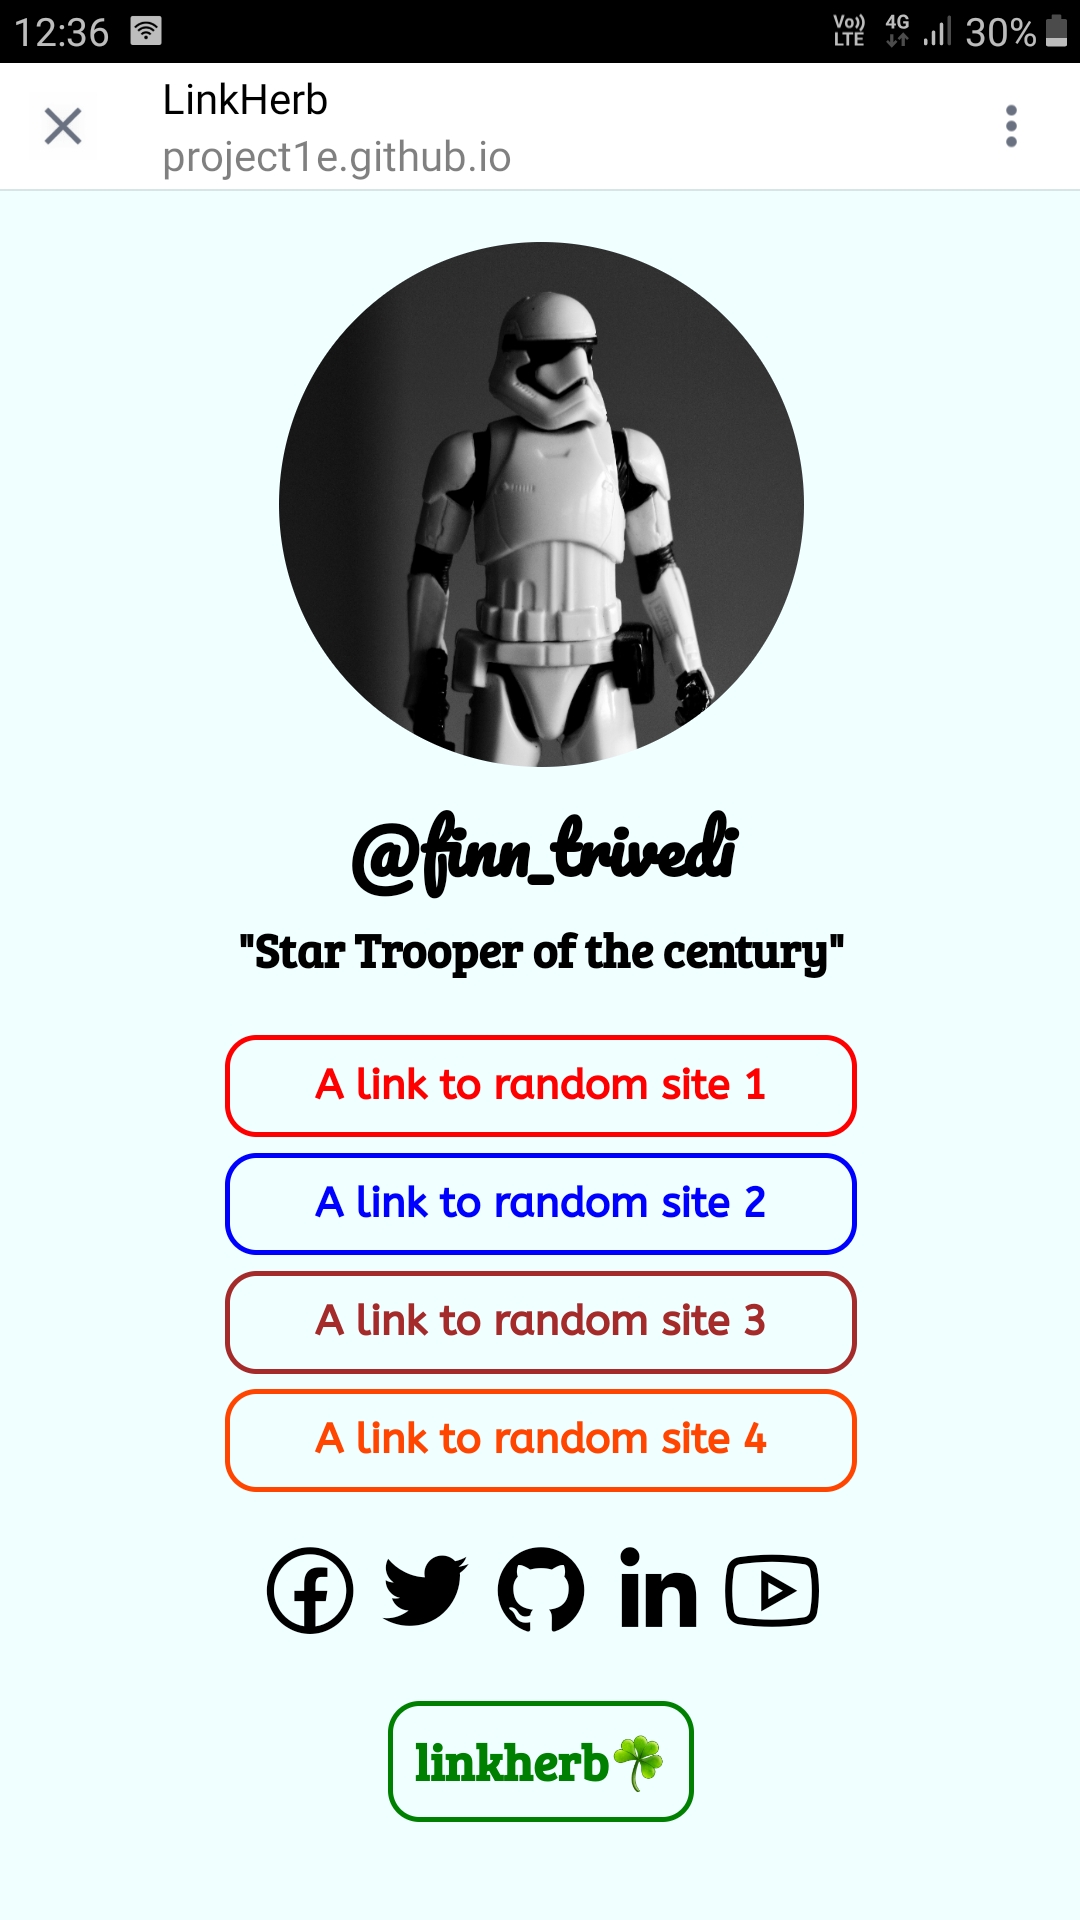 12:36 Vo)) LTE 4G 30%
LinkHerb
project1e.github.io
@finn_trivedi
"Star Trooper of the century"
A link to random site 1
A link to random site 2
A link to random site 3
A link to random site 4
in
linkherb☘️